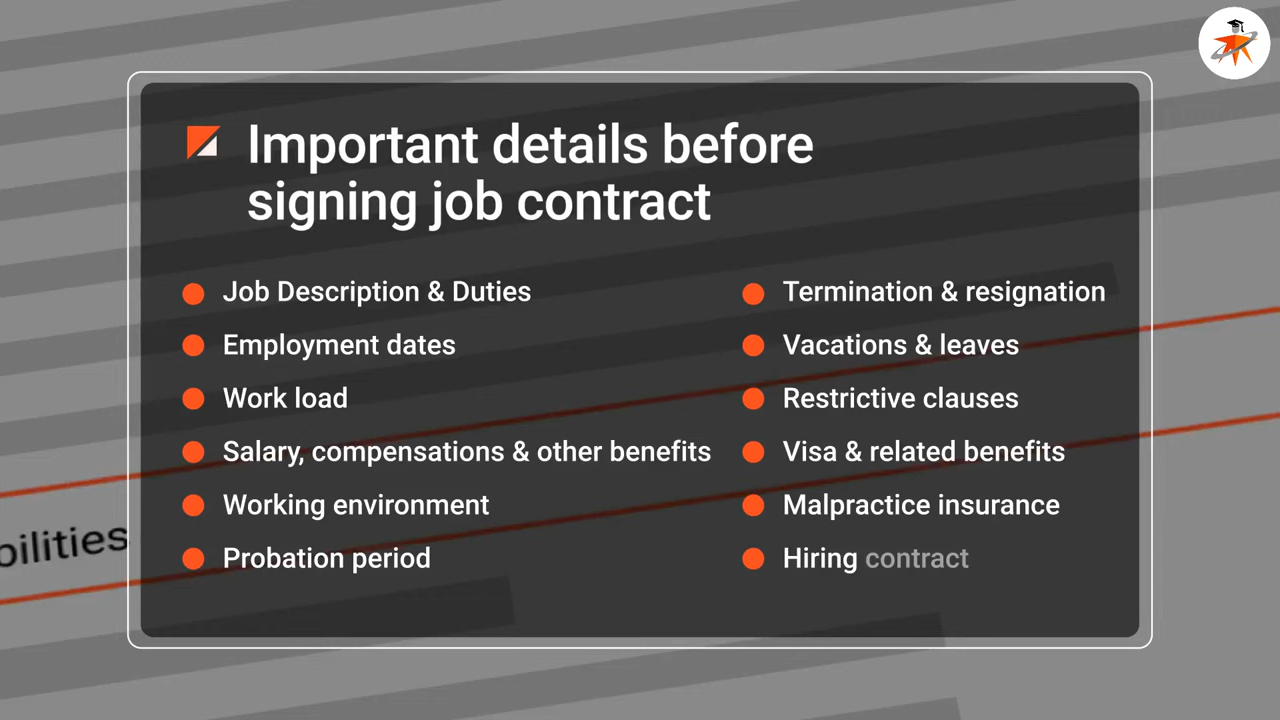 Important details before
signing job contract
Job Description & Duties
Employment dates
Work load
Salary, compensations & other benefits
Working environment
Probation period
Termination & resignation
Vacations & leaves
Restrictive clauses
Visa & related benefits
Malpractice insurance
Hiring contract
bilities